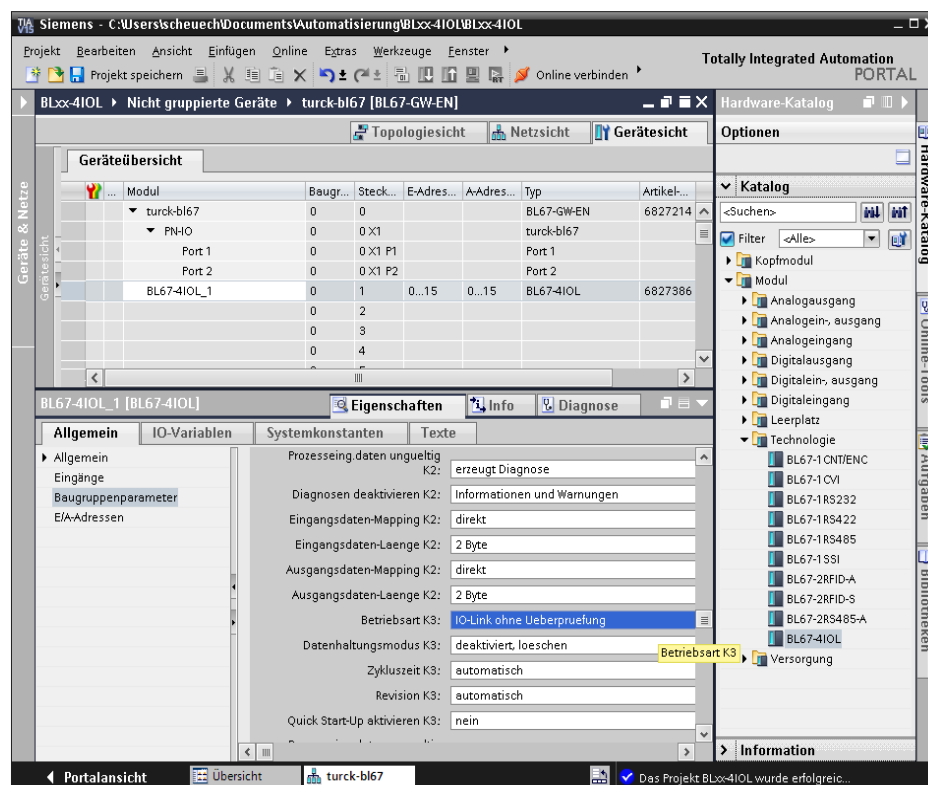 TIA V13 Siemens - C:\Users\scheuech\Documents\Automatisierung\BLxx-4IOL\BLxx-4IOL
Projekt Bearbeiten Ansicht Einfügen Online Extras Werkzeuge Fenster
Totally Integrated Automation
PORTAL
Projekt speichern Online verbinden
BLxx-4IOL Nicht gruppierte Geräte turck-bl67 [BL67-GW-EN]
Topologiesicht Netzsicht Gerätesicht
Geräteübersicht
... Modul Baugr... Steck... E-Adres... A-Adres... Typ Artikel-...
turck-bl67 0 0 BL67-GW-EN 6827214
PN-IO 0 0 X1 turck-bl67
Port 1 0 0 X1 P1 Port 1
Port 2 0 0 X1 P2 Port 2
BL67-4IOL_1 0 1 0...15 0...15 BL67-4IOL 6827386
0 2
0 3
0 4
Geräte & Netze
Gerätesicht
BL67-4IOL_1 [BL67-4IOL]
Eigenschaften Info Diagnose
Allgemein IO-Variablen Systemkonstanten Texte
Allgemein
Eingänge
Baugruppenparameter
E/A-Adressen
Prozesseing.daten ungueltig
K2: erzeugt Diagnose
Diagnosen deaktivieren K2: Informationen und Warnungen
Eingangsdaten-Mapping K2: direkt
Eingangsdaten-Laenge K2: 2 Byte
Ausgangsdaten-Mapping K2: direkt
Ausgangsdaten-Laenge K2: 2 Byte
Betriebsart K3: IO-Link ohne Ueberpruefung
Datenhaltungsmodus K3: deaktiviert, loeschen
Betriebsart K3
Zykluszeit K3: automatisch
Revision K3: automatisch
Quick Start-Up aktivieren K3: nein
Hardware-Katalog
Optionen
Katalog
<Suchen>
Filter <Alle>
Kopfmodul
Modul
Analogausgang
Analogein-, ausgang
Analogeingang
Digitalausgang
Digitalein-, ausgang
Digitaleingang
Leerplatz
Technologie
BL67-1CNT/ENC
BL67-1CVI
BL67-1RS232
BL67-1RS422
BL67-1RS485
BL67-1SSI
BL67-2RFID-A
BL67-2RFID-S
BL67-2RS485-A
BL67-4IOL
Versorgung
Information
Hardware-Katalog
Online-Tools
Aufgaben
Bibliotheken
Portalansicht Übersicht turck-bl67 Das Projekt BLxx-4IOL wurde erfolgreic...